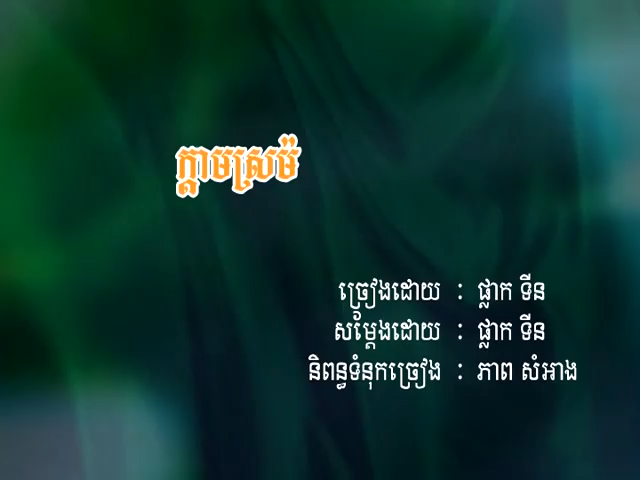 ក្ដាមស្រម៉
ច្រៀងដោយ : ផ្លាក ទីន
សម្ដែងដោយ : ផ្លាក ទីន
និពន្ធទំនុកច្រៀង : ភាព សំអាង